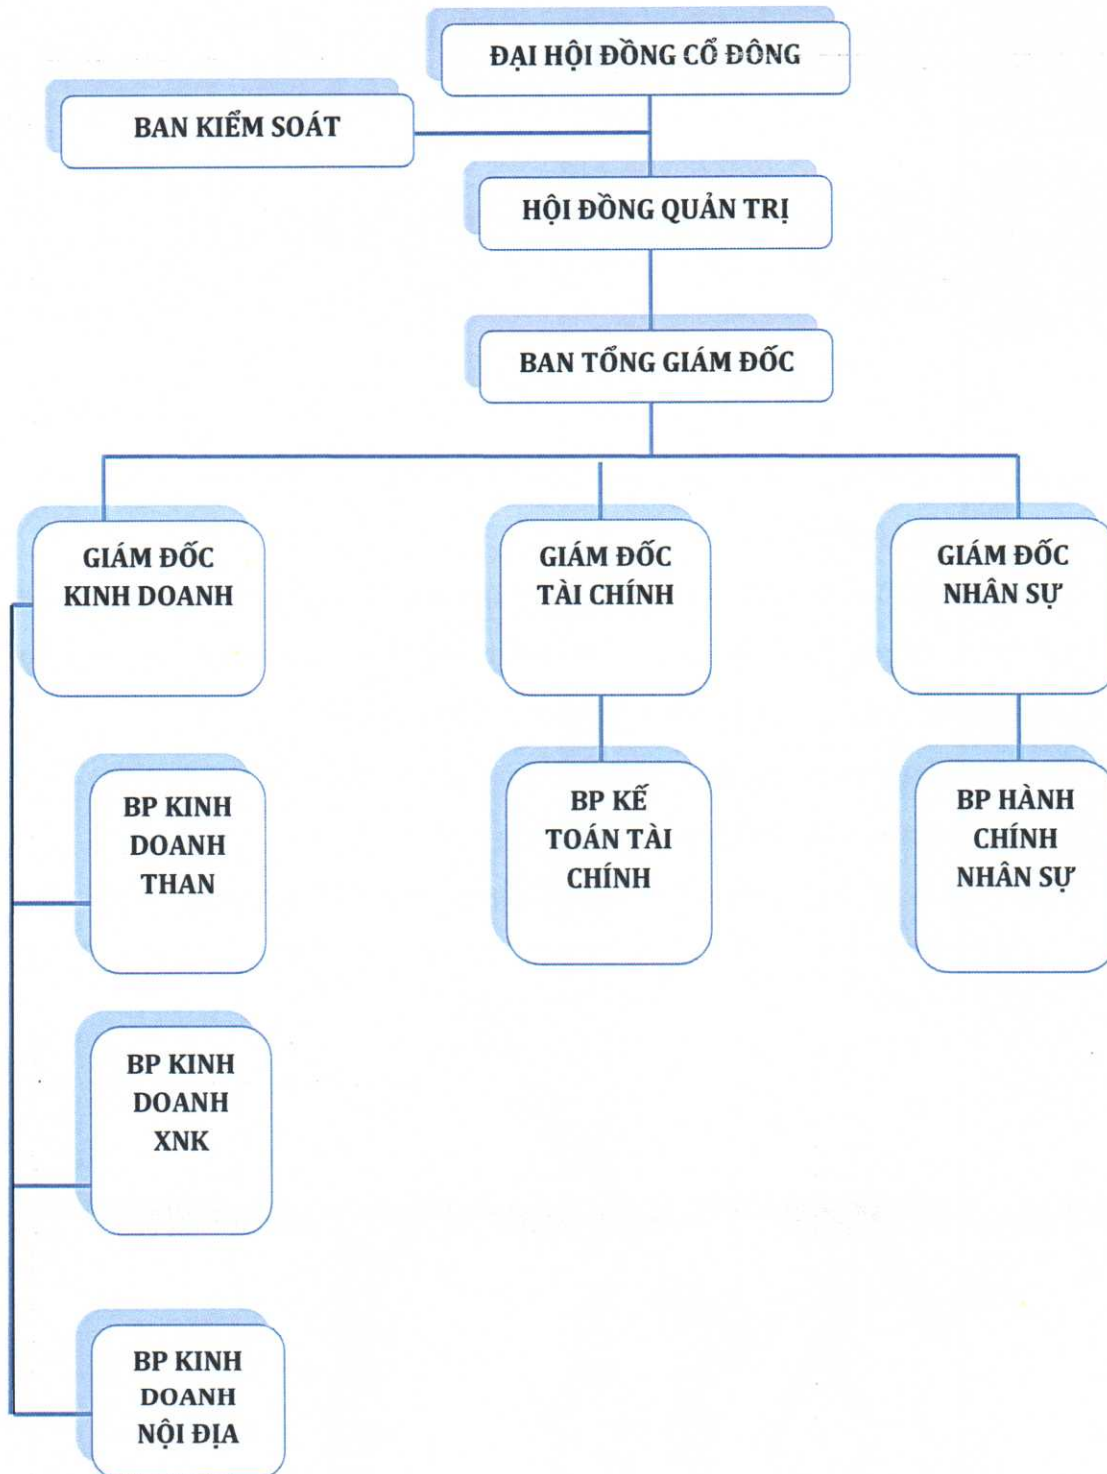 ĐẠI HỘI ĐỒNG CỔ ĐÔNG
BAN KIỂM SOÁT
HỘI ĐỒNG QUẢN TRỊ
BAN TỔNG GIÁM ĐỐC
GIÁM ĐỐC
KINH DOANH
GIÁM ĐỐC
TÀI CHÍNH
GIÁM ĐỐC
NHÂN SỰ
BP KINH
DOANH
THAN
BP KẾ
TOÁN TÀI
CHÍNH
BP HÀNH
CHÍNH
NHÂN SỰ
BP KINH
DOANH
XNK
BP KINH
DOANH
NỘI ĐỊA